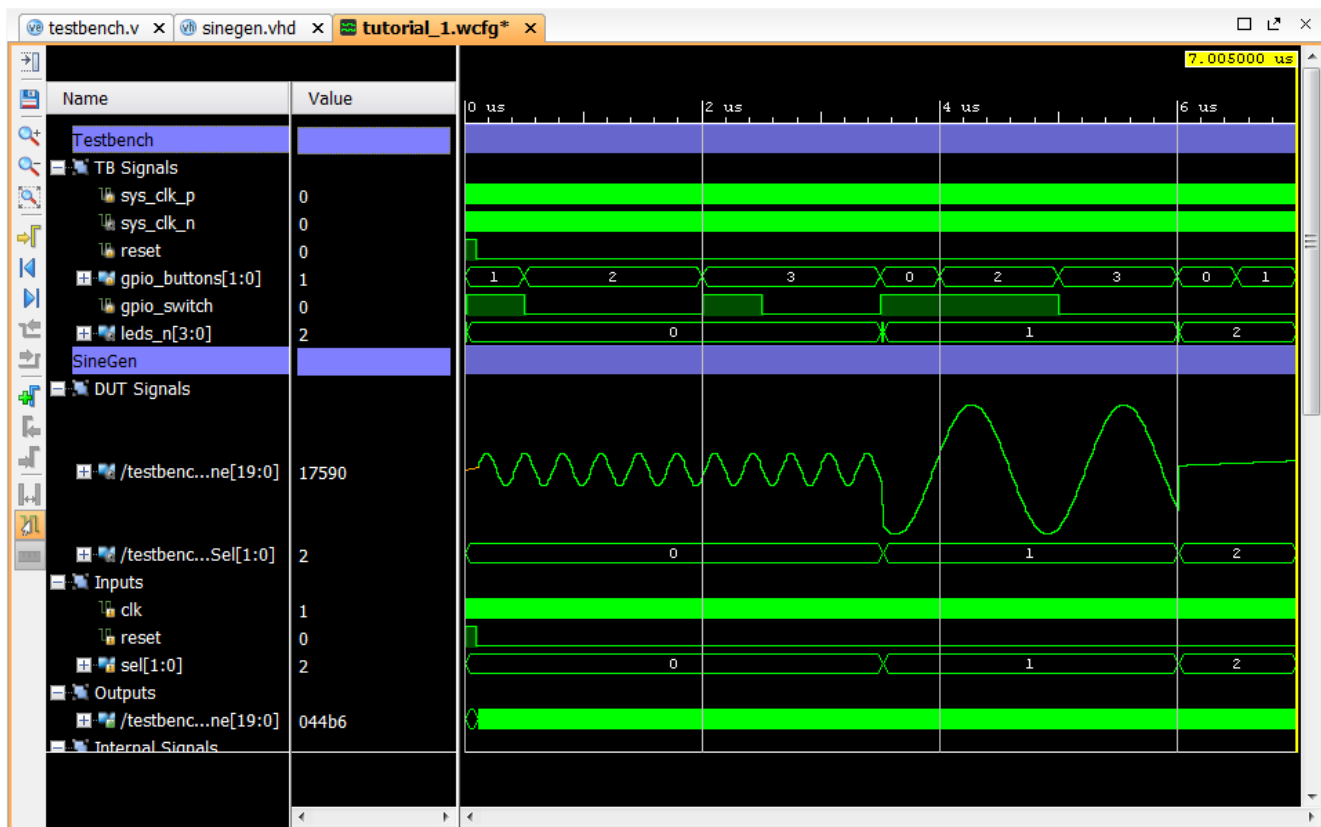 testbench.v sinegen.vhd tutorial_1.wcfg*
7.005000 us
Name Value 0 us 2 us 4 us 6 us
Testbench
TB Signals
sys_clk_p 0
sys_clk_n 0
reset 0
gpio_buttons[1:0] 1 1 2 3 0 2 3 0 1
gpio_switch 0
leds_n[3:0] 2 0 1 2
SineGen
DUT Signals
/testbenc...ne[19:0] 17590
/testbenc...Sel[1:0] 2 0 1 2
Inputs
clk 1
reset 0
sel[1:0] 2 0 1 2
Outputs
/testbenc...ne[19:0] 044b6
Internal Signals